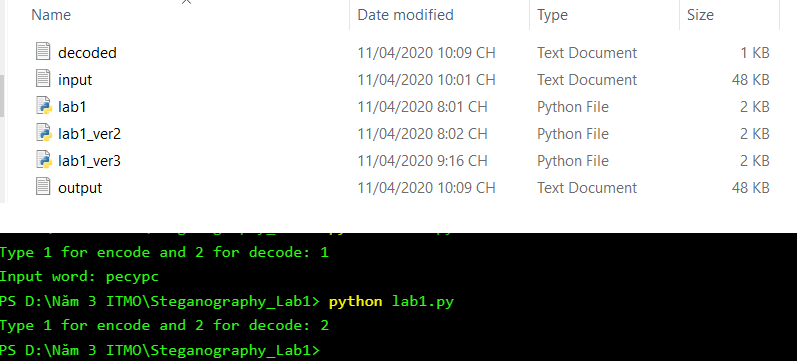 Name Date modified Type Size
decoded 11/04/2020 10:09 CH Text Document 1 KB
input 11/04/2020 10:01 CH Text Document 48 KB
lab1 11/04/2020 8:01 CH Python File 2 KB
lab1_ver2 11/04/2020 8:02 CH Python File 2 KB
lab1_ver3 11/04/2020 9:16 CH Python File 2 KB
output 11/04/2020 10:09 CH Text Document 48 KB
Type 1 for encode and 2 for decode: 1
Input word: ресурс
PS D:\Năm 3 ITMO\Steganography_Lab1> python lab1.py
Type 1 for encode and 2 for decode: 2
PS D:\Năm 3 ITMO\Steganography_Lab1>